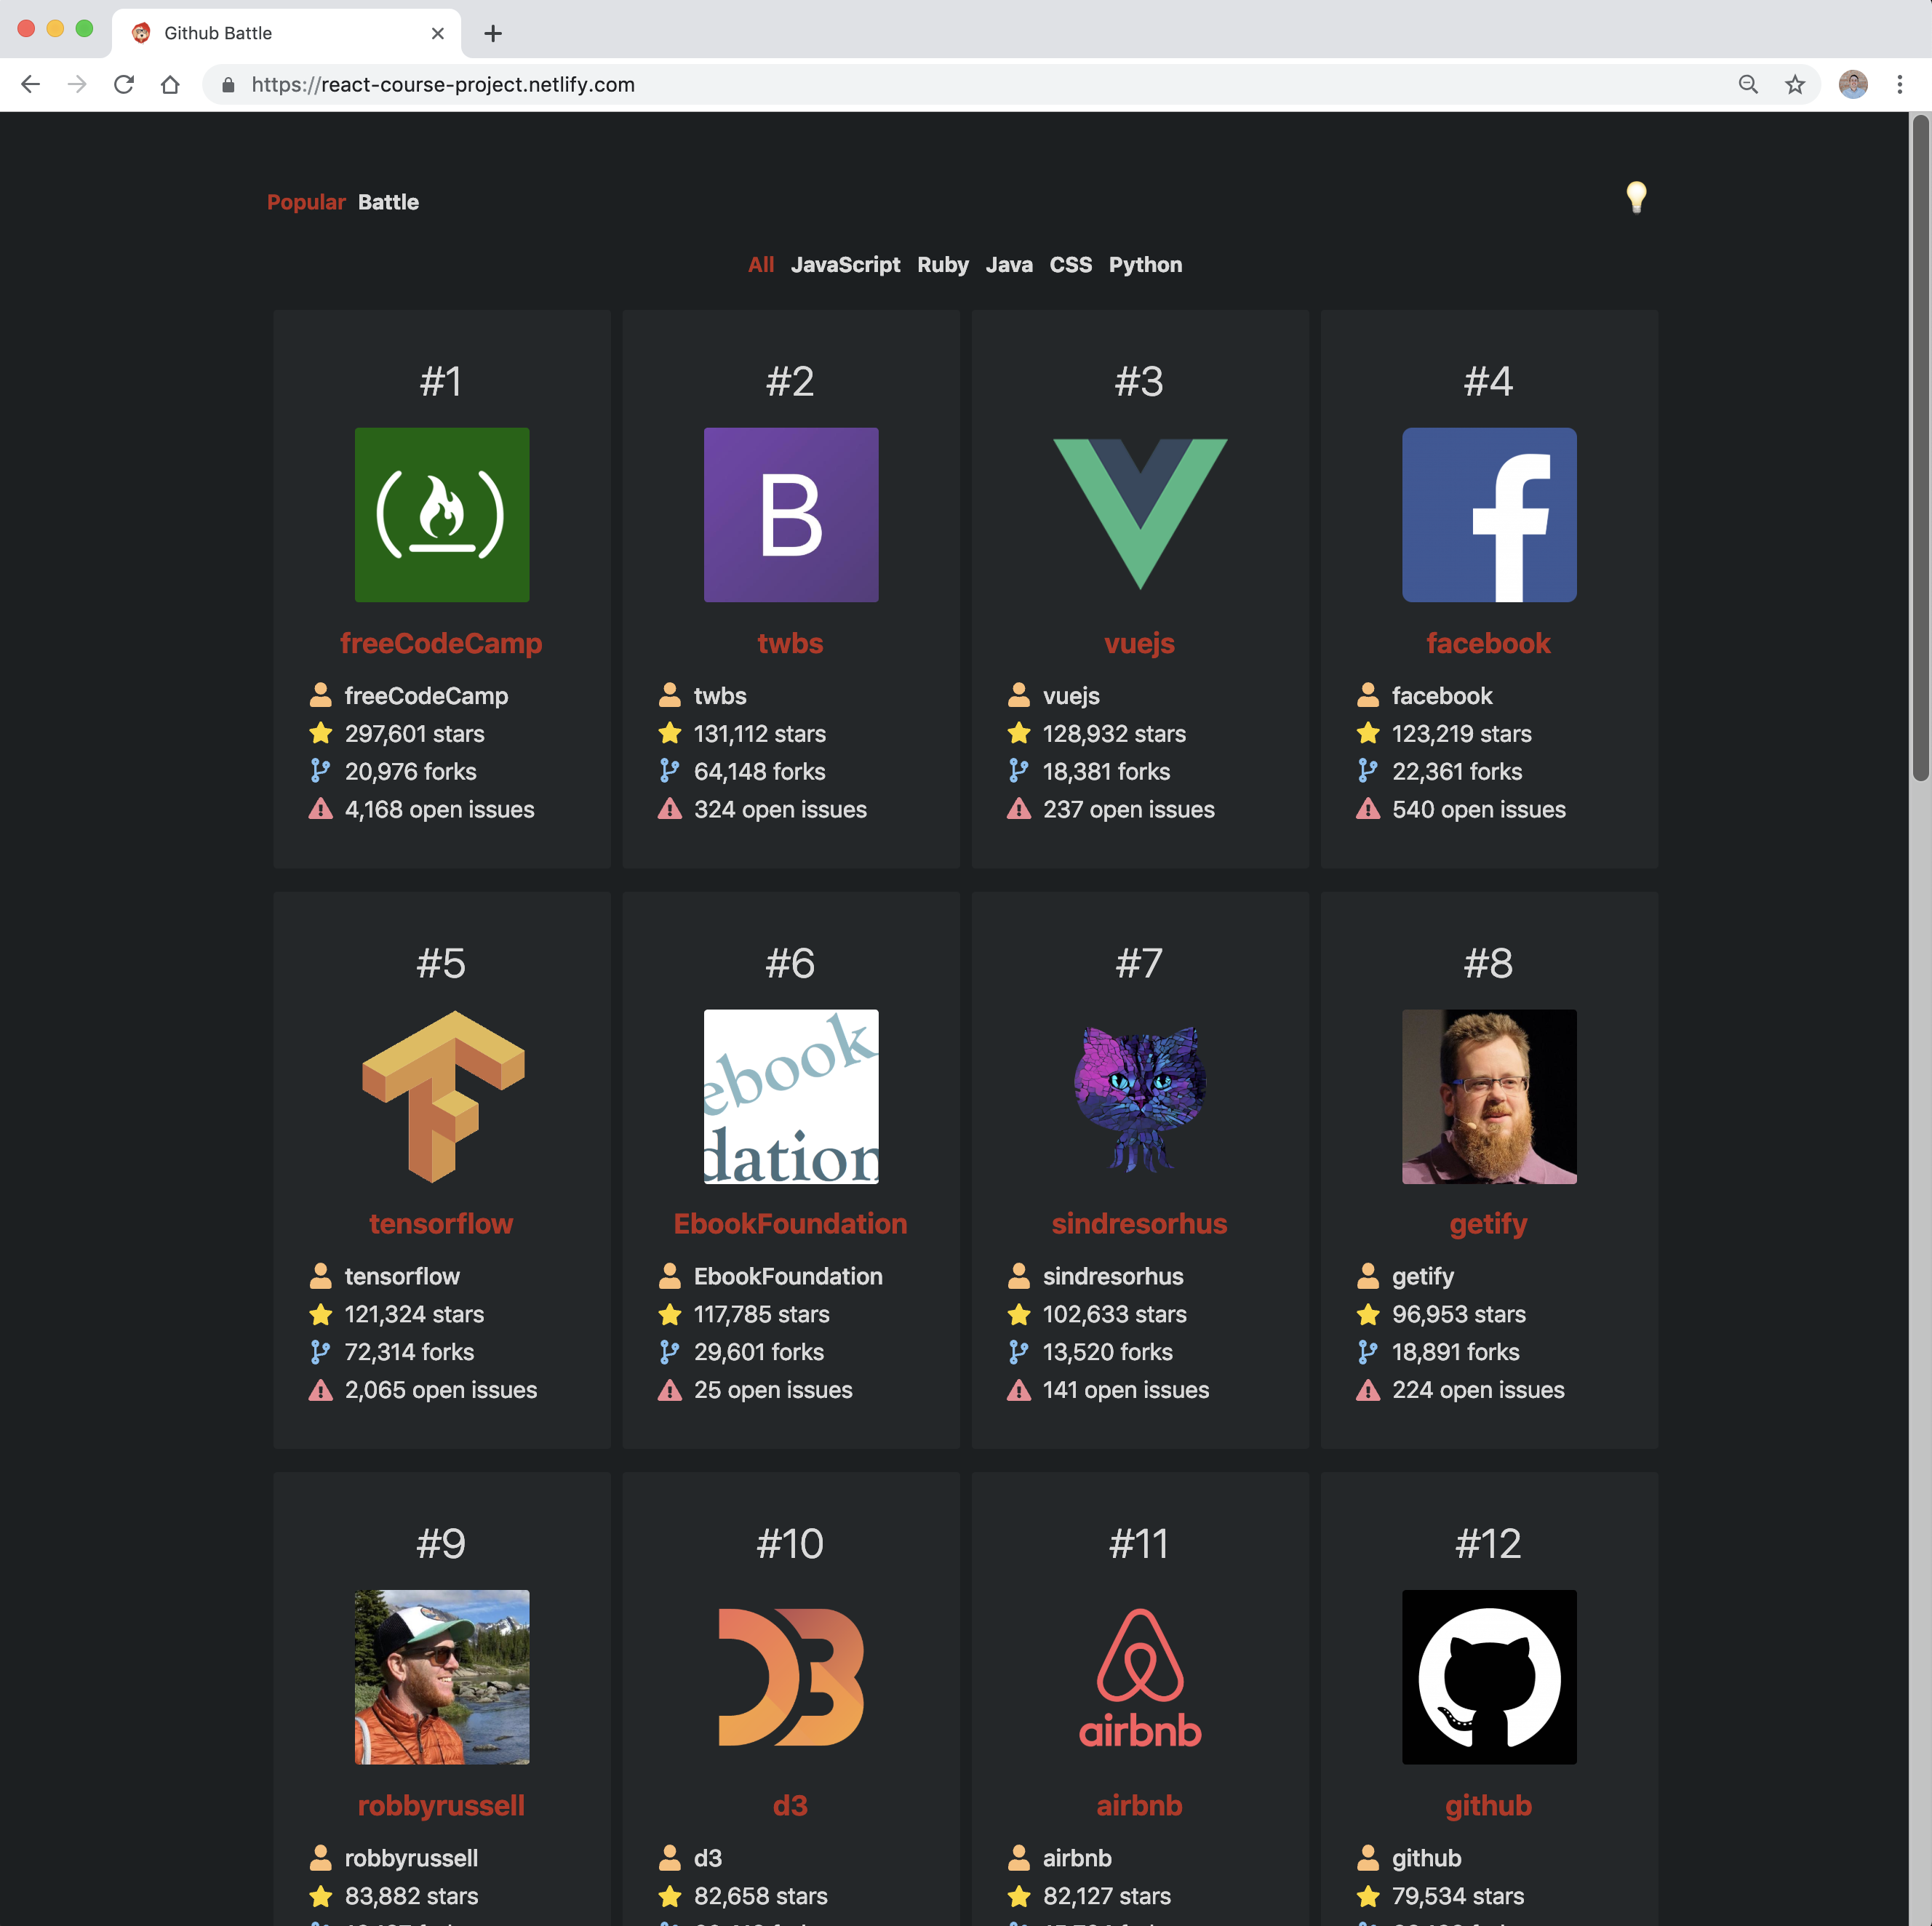 Github Battle
https://react-course-project.netlify.com
Popular Battle
All JavaScript Ruby Java CSS Python
#1
B
freeCodeCamp
freeCodeCamp
297,601 stars
20,976 forks
4,168 open issues
#2
twbs
twbs
131,112 stars
64,148 forks
324 open issues
#3
vuejs
vuejs
128,932 stars
18,381 forks
237 open issues
#4
f
facebook
facebook
123,219 stars
22,361 forks
540 open issues
#5
tensorflow
tensorflow
121,324 stars
72,314 forks
2,065 open issues
#6
ebook
dation
EbookFoundation
EbookFoundation
117,785 stars
29,601 forks
25 open issues
#7
sindresorhus
sindresorhus
102,633 stars
13,520 forks
141 open issues
#8
getify
getify
96,953 stars
18,891 forks
224 open issues
#9
robbyrussell
robbyrussell
83,882 stars
#10
D3
d3
d3
82,658 stars
#11
airbnb
airbnb
airbnb
82,127 stars
#12
github
github
79,534 stars